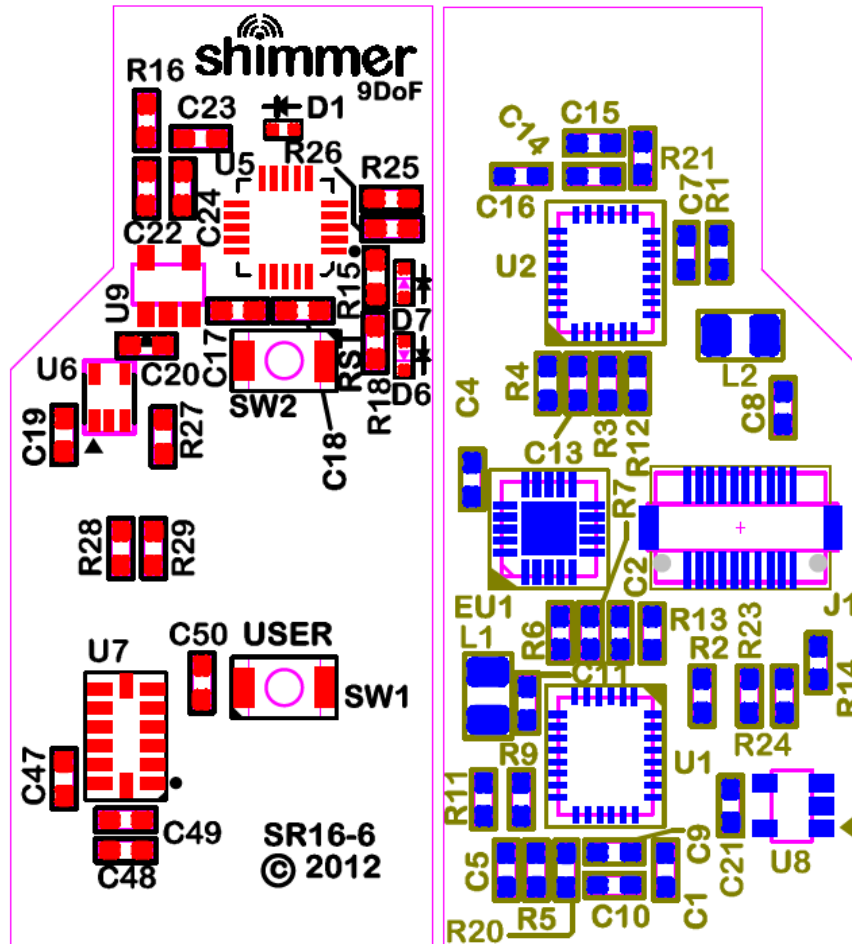 shimmer
9DoF
R16
C23
D1
U5
R26
R25
C22
C24
U9
R15
D7
C17
RST
R18
D6
U6
C20
SW2
C18
C19
R27
R28
R29
C50
USER
U7
SW1
C47
C49
C48
SR16-6
© 2012
C15
C14
R21
C16
C7
R1
U2
L2
C4
R4
R3
R12
C8
C13
R7
C2
EU1
J1
L1
R6
R13
C11
R2
R23
R14
R9
U1
R24
R11
C9
C21
U8
C5
R5
C10
C1
R20